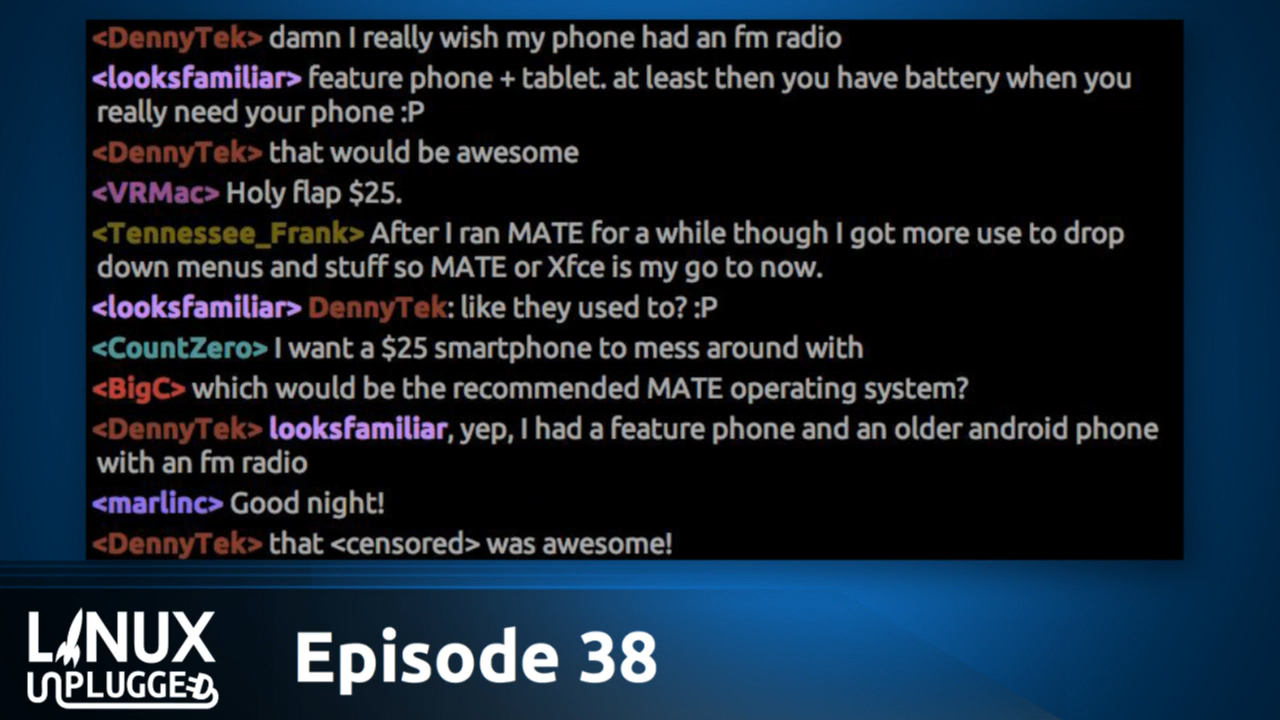 <DennyTek> damn I really wish my phone had an fm radio
<looksfamiliar> feature phone + tablet. at least then you have battery when you
really need your phone :P
<DennyTek> that would be awesome
<VRMac> Holy flap $25.
<Tennessee_Frank> After I ran MATE for a while though I got more use to drop
down menus and stuff so MATE or Xfce is my go to now.
<looksfamiliar> DennyTek: like they used to? :P
<CountZero> I want a $25 smartphone to mess around with
<BigC> which would be the recommended MATE operating system?
<DennyTek> looksfamiliar, yep, I had a feature phone and an older android phone
with an fm radio
<marlinc> Good night!
<DennyTek> that <censored> was awesome!
LINUX
UNPLUGGED
Episode 38